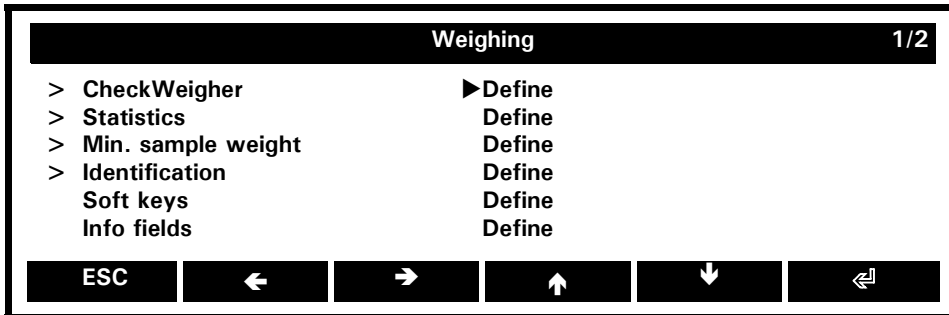 Weighing 1/2
> CheckWeigher ▶Define
> Statistics Define
> Min. sample weight Define
> Identification Define
Soft keys Define
Info fields Define
ESC